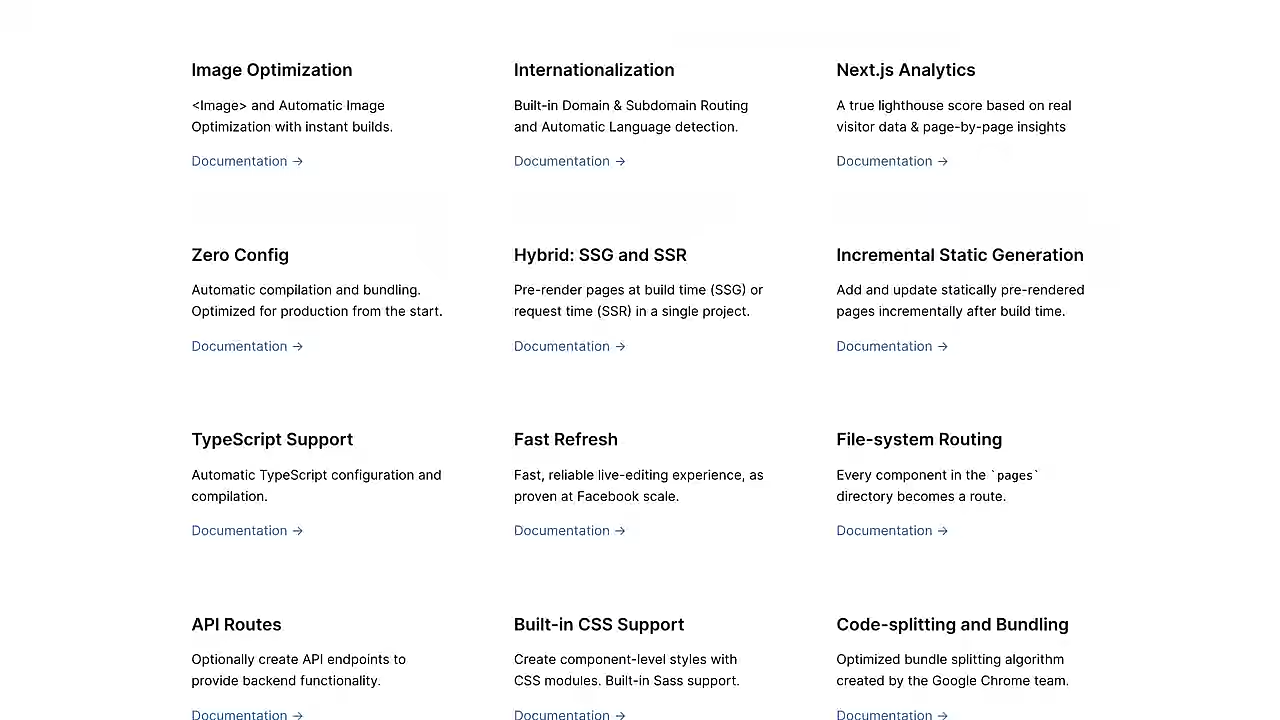 Image Optimization
<Image> and Automatic Image
Optimization with instant builds.
Documentation →
Internationalization
Built-in Domain & Subdomain Routing
and Automatic Language detection.
Documentation →
Next.js Analytics
A true lighthouse score based on real
visitor data & page-by-page insights
Documentation →
Zero Config
Automatic compilation and bundling.
Optimized for production from the start.
Documentation →
Hybrid: SSG and SSR
Pre-render pages at build time (SSG) or
request time (SSR) in a single project.
Documentation →
Incremental Static Generation
Add and update statically pre-rendered
pages incrementally after build time.
Documentation →
TypeScript Support
Automatic TypeScript configuration and
compilation.
Documentation →
Fast Refresh
Fast, reliable live-editing experience, as
proven at Facebook scale.
Documentation →
File-system Routing
Every component in the `pages`
directory becomes a route.
Documentation →
API Routes
Optionally create API endpoints to
provide backend functionality.
Documentation →
Built-in CSS Support
Create component-level styles with
CSS modules. Built-in Sass support.
Documentation →
Code-splitting and Bundling
Optimized bundle splitting algorithm
created by the Google Chrome team.
Documentation →